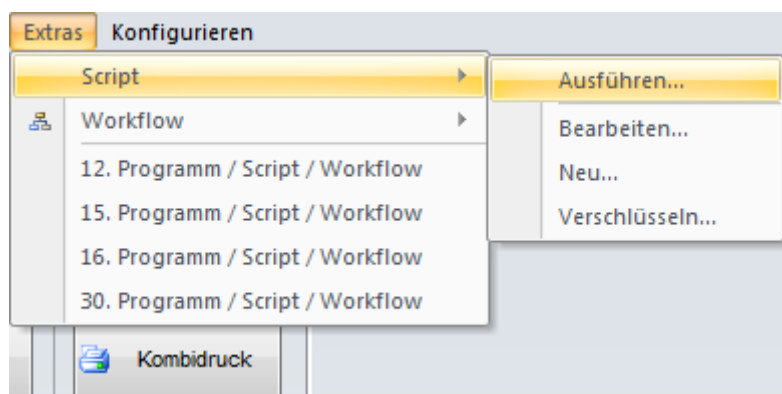 Extras Konfigurieren
Script
Ausführen...
Workflow
Bearbeiten...
12. Programm / Script / Workflow
Neu...
15. Programm / Script / Workflow
Verschlüsseln...
16. Programm / Script / Workflow
30. Programm / Script / Workflow
Kombidruck